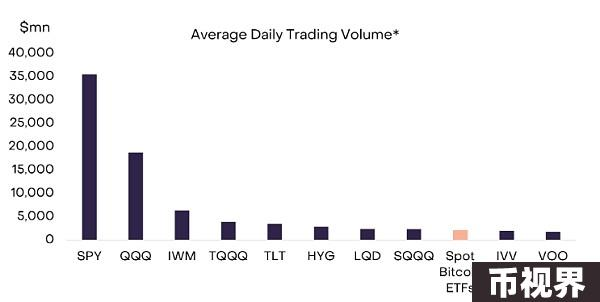 $mn
Average Daily Trading Volume*
40,000
35,000
30,000
25,000
20,000
15,000
10,000
5,000
0
SPY QQQ IWM TQQQ TLT HYG LQD SQQQ Spot IVV VOO
Bitcoi
ETFs
币视界